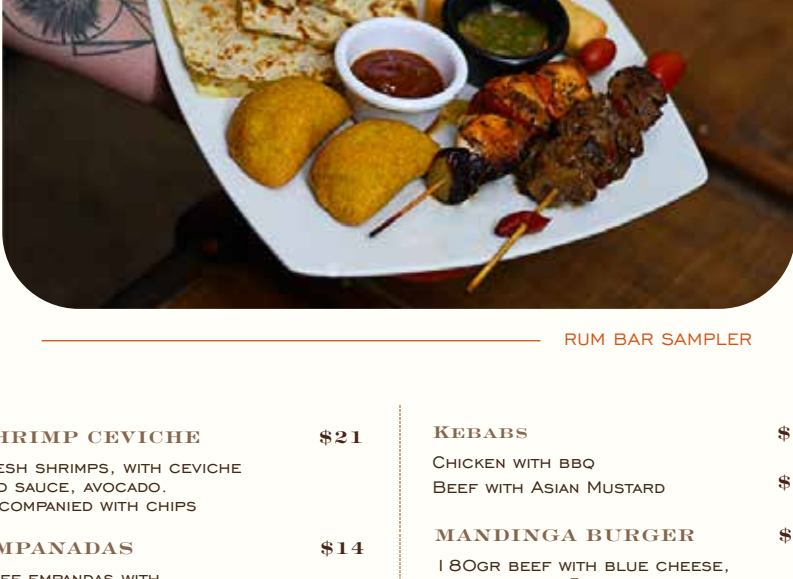 RUM BAR SAMPLER
HRIMP CEVICHE $21
ESH SHRIMPS, WITH CEVICHE
D SAUCE, AVOCADO.
COMPANIED WITH CHIPS
MPANADAS $14
WITH
KEBABS $
CHICKEN WITH BBQ
BEEF WITH ASIAN MUSTARD $
MANDINGA BURGER $
180GR BEEF WITH BLUE CHEESE,